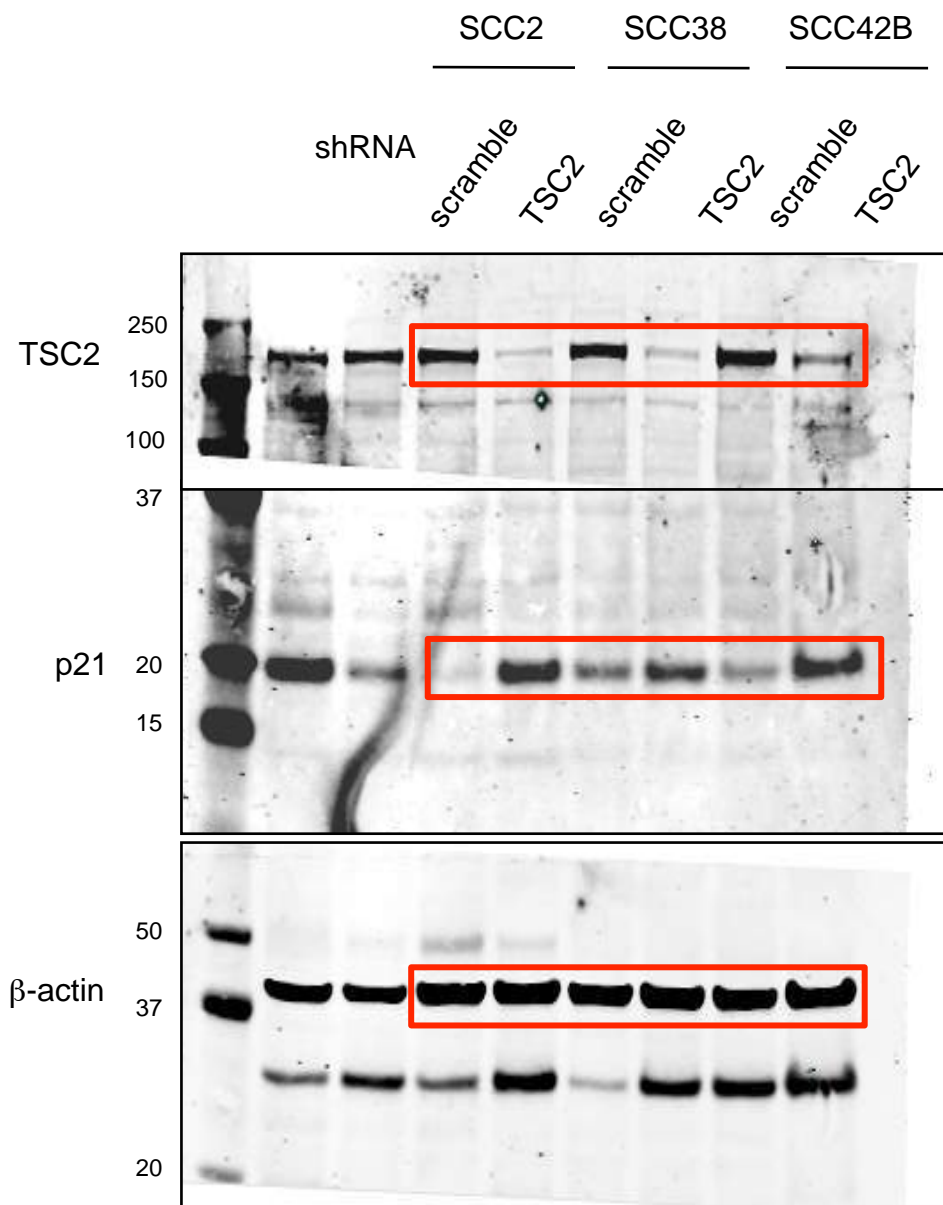 SCC2 SCC38 SCC42B
shRNA scramble TSC2 scramble TSC2 scramble TSC2
250
TSC2
150
100
37
p21 20
15
50
β-actin 37
20